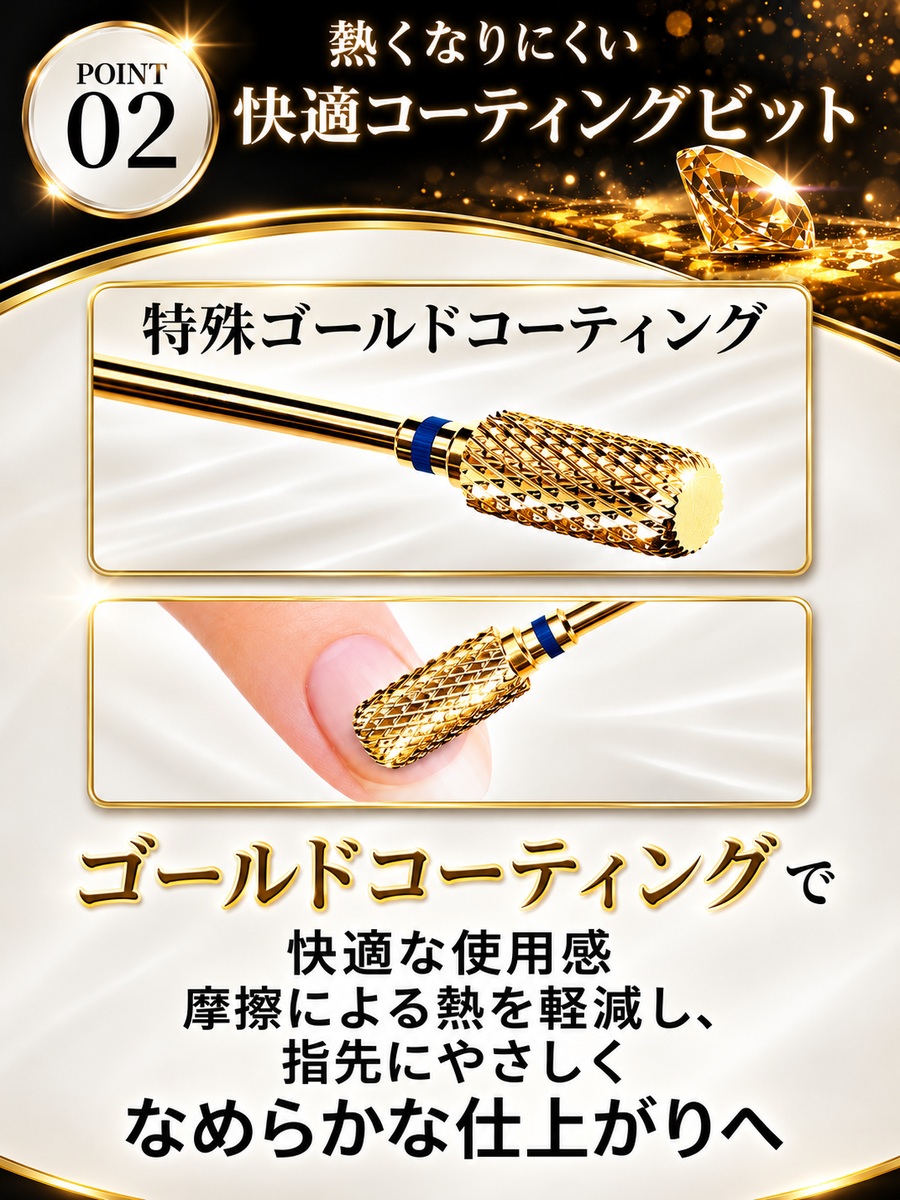 POINT
02
熱くなりにくい
快適コーティングビット
特殊ゴールドコーティング
ゴールドコーティングで
快適な使用感
摩擦による熱を軽減し、
指先にやさしく
なめらかな仕上がりへ